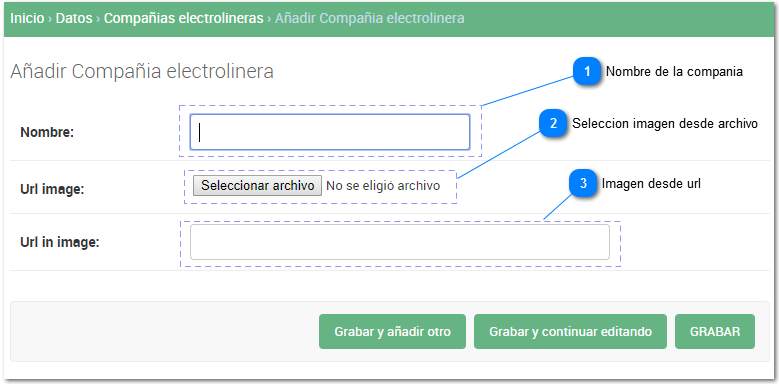 Inicio › Datos › Compañias electrolineras › Añadir Compañia electrolinera
Añadir Compañia electrolinera
1 Nombre de la compania
Nombre:
2 Seleccion imagen desde archivo
Url image: Seleccionar archivo No se eligió archivo
3 Imagen desde url
Url in image:
Grabar y añadir otro Grabar y continuar editando GRABAR